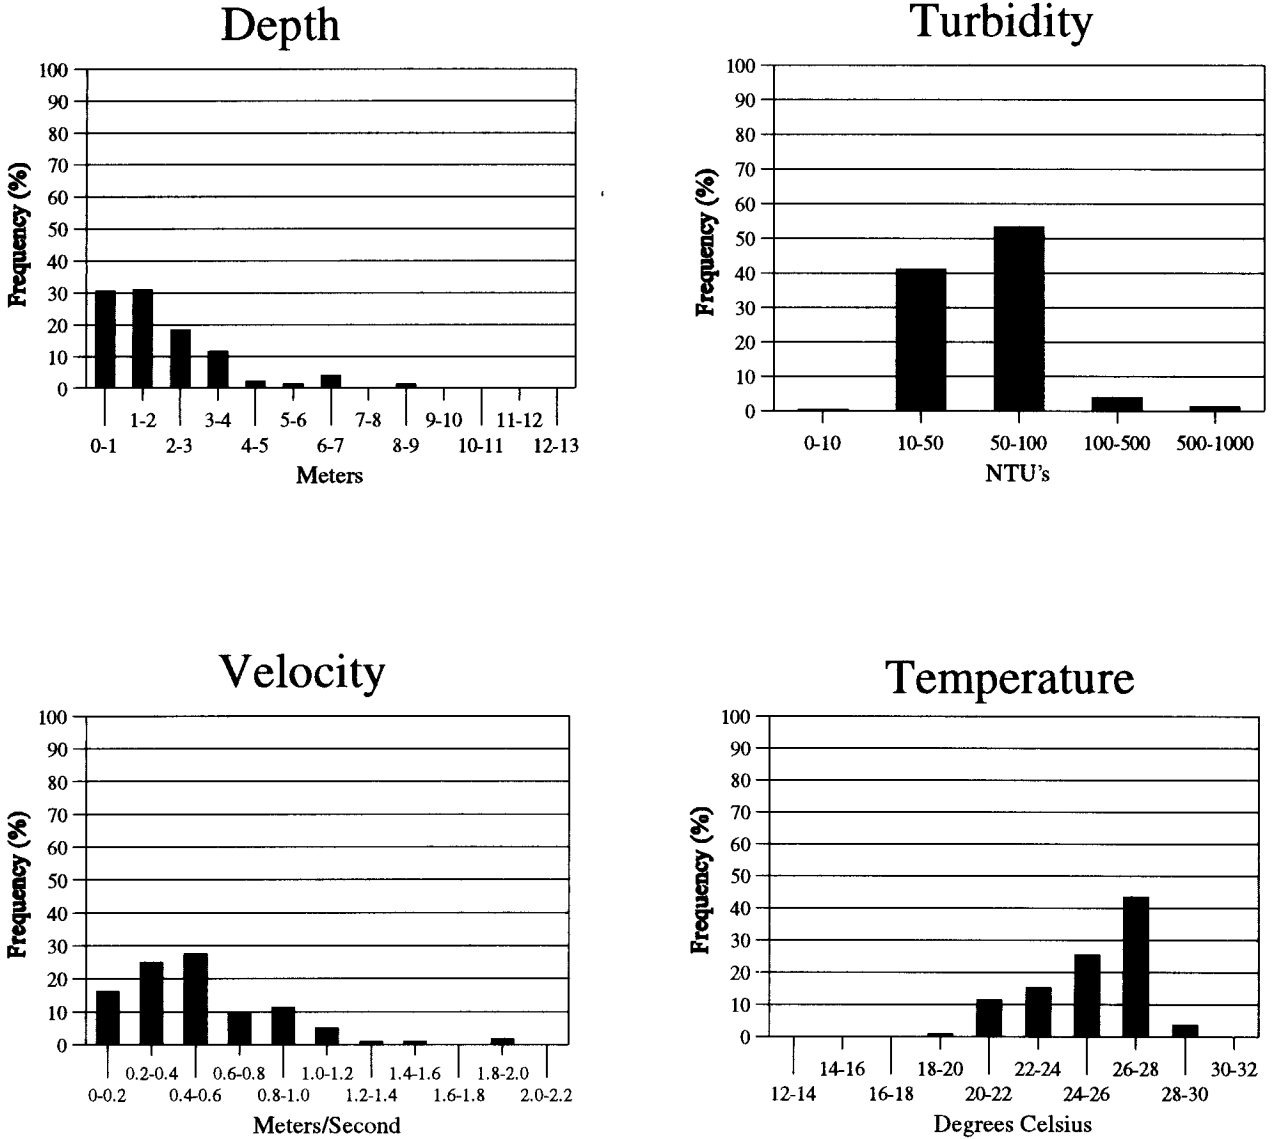 Depth
100
90
80
70
60
50
40
30
20
10
0
Frequency (%)
1-2 3-4 5-6 7-8 9-10 11-12
0-1 2-3 4-5 6-7 8-9 10-11 12-13
Meters
Turbidity
100
90
80
70
60
50
40
30
20
10
0
Frequency (%)
0-10 10-50 50-100 100-500 500-1000
NTU's
Velocity
100
90
80
70
60
50
40
30
20
10
0
Frequency (%)
0.2-0.4 0.6-0.8 1.0-1.2 1.4-1.6 1.8-2.0
0-0.2 0.4-0.6 0.8-1.0 1.2-1.4 1.6-1.8 2.0-2.2
Meters/Second
Temperature
100
90
80
70
60
50
40
30
20
10
0
Frequency (%)
14-16 18-20 22-24 26-28 30-32
12-14 16-18 20-22 24-26 28-30
Degrees Celsius